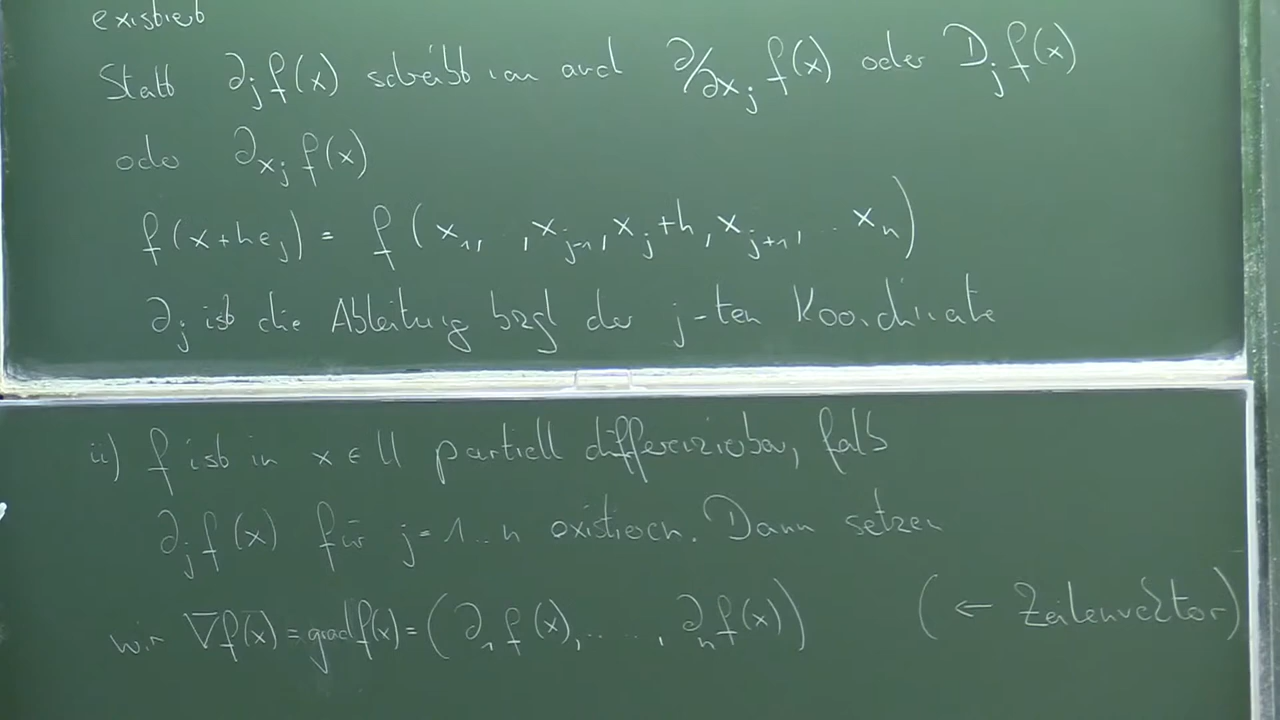 existiert
Statt ∂_j f(x) schreibt man auch ∂/∂x_j f(x) oder D_j f(x)
oder ∂_{x_j} f(x)
f(x+he_j) = f(x_1, , x_{j-1}, x_j+h, x_{j+1}, .. x_n)
∂_j ist die Ableitung bzgl der j-ten Koordinate
ii) f ist in x ∈ U partiell differenzierbar, falls
∂_j f(x) für j=1...n existieren. Dann setzen
wir ∇f(x) = grad f(x) = (∂_1 f(x), ....., ∂_n f(x)) (← Zeilenvektor)